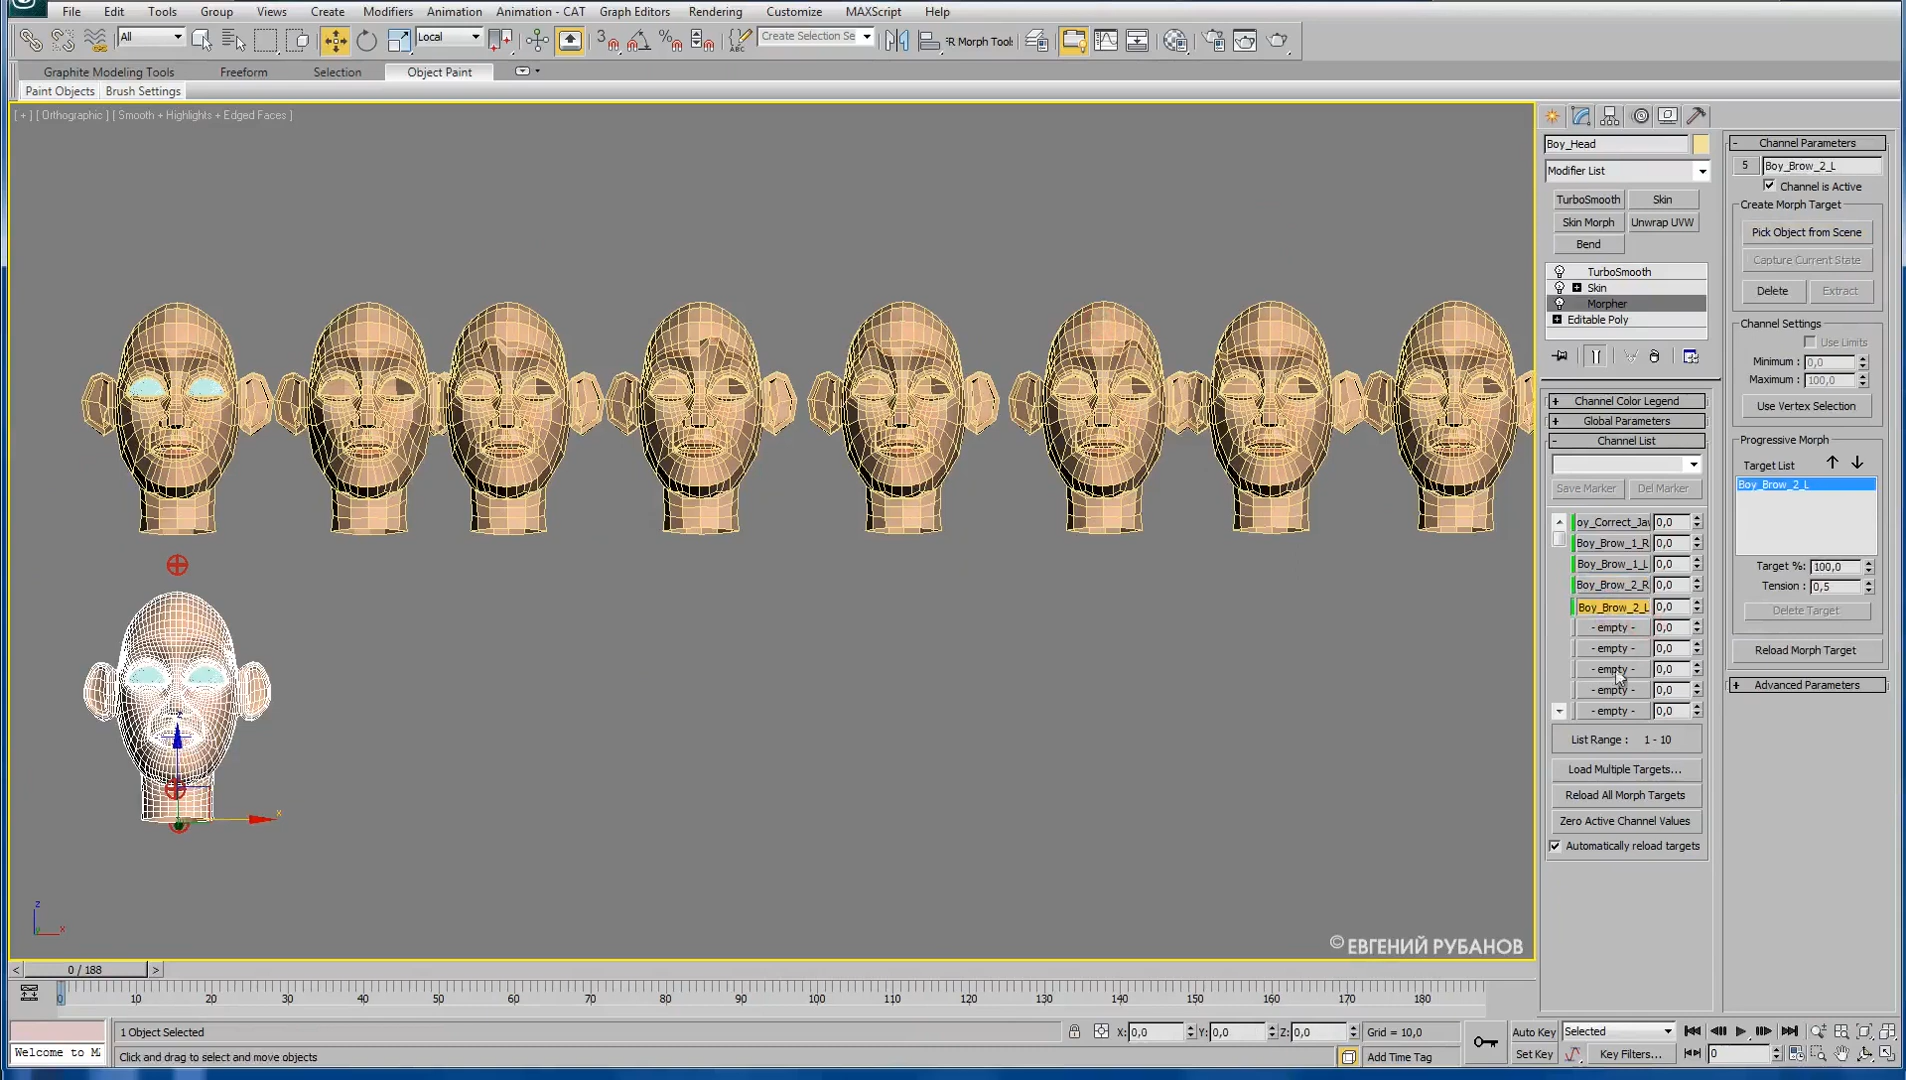 File Edit Tools Group Views Create Modifiers Animation Animation - CAT Graph Editors Rendering Customize MAXScript Help
All Local 3 Create Selection Se R Morph Tool:
Graphite Modeling Tools Freeform Selection Object Paint
Paint Objects Brush Settings
[ + ] [ Orthographic ] [ Smooth + Highlights + Edged Faces ]
Boy_Head
Modifier List
TurboSmooth Skin
Skin Morph Unwrap UVW
Bend
TurboSmooth
Skin
Morpher
Editable Poly
+ Channel Color Legend
+ Global Parameters
- Channel List
Save Marker Del Marker
oy_Correct_Ja 0,0
Boy_Brow_1_R 0,0
Boy_Brow_1_L 0,0
Boy_Brow_2_R 0,0
Boy_Brow_2_L 0,0
- empty - 0,0
- empty - 0,0
- empty - 0,0
- empty - 0,0
- empty - 0,0
List Range : 1 - 10
Load Multiple Targets...
Reload All Morph Targets
Zero Active Channel Values
Automatically reload targets
- Channel Parameters
5 Boy_Brow_2_L
Channel is Active
Create Morph Target
Pick Object from Scene
Capture Current State
Delete Extract
Channel Settings
Use Limits
Minimum : 0,0
Maximum : 100,0
Use Vertex Selection
Progressive Morph
Target List
Boy_Brow_2_L
Target %: 100,0
Tension : 0,5
Delete Target
Reload Morph Target
+ Advanced Parameters
z
x
z
x
© ЕВГЕНИЙ РУБАНОВ
< 0 / 188 >
0 10 20 30 40 50 60 70 80 90 100 110 120 130 140 150 160 170 180
1 Object Selected X: 0,0 Y: 0,0 Z: 0,0 Grid = 10,0 Auto Key Selected
Welcome to M Click and drag to select and move objects Add Time Tag Set Key Key Filters... 0